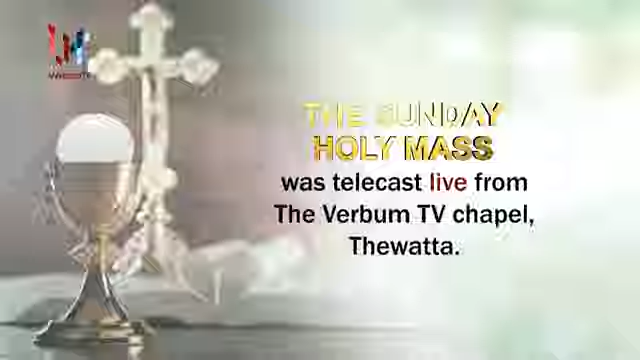 THE SUNDAY
HOLY MASS
was telecast live from
The Verbum TV chapel,
Thewatta.